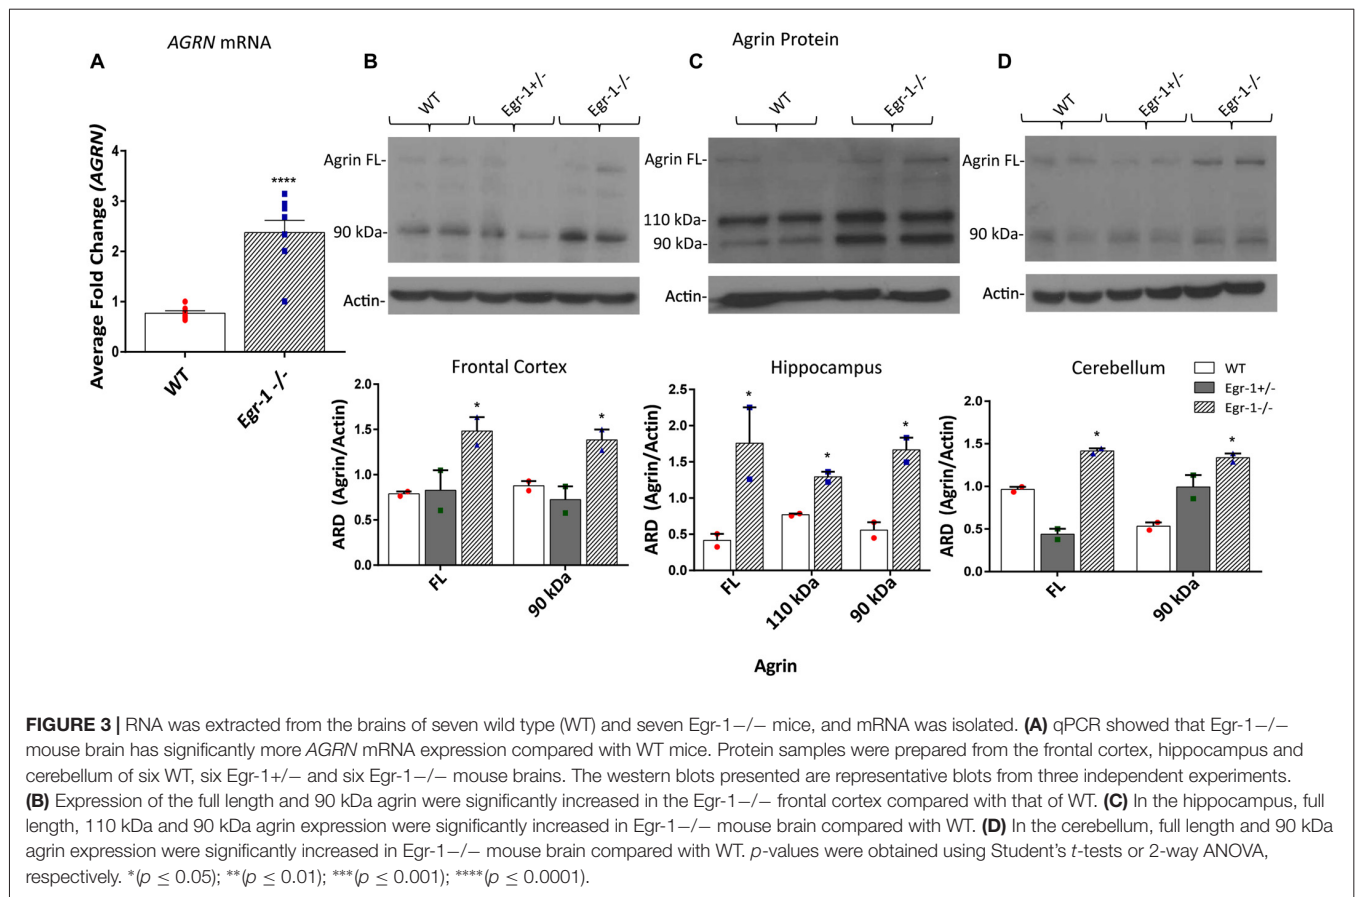 AGRN mRNA
Agrin Protein
A
B
C
D
WT
Egr-1+/-
Egr-1-/-
WT
Egr-1-/-
WT
Egr-1+/-
Egr-1-/-
Average Fold Change (AGRN)
4
3
2
1
0
****
WT
Egr-1 -/-
Agrin FL-
90 kDa-
Actin-
Agrin FL-
110 kDa-
90 kDa-
Actin-
Agrin FL-
90 kDa-
Actin-
Frontal Cortex
ARD (Agrin/Actin)
2.0
1.5
1.0
0.5
0.0
*
*
FL
90 kDa
Hippocampus
ARD (Agrin/Actin)
2.5
2.0
1.5
1.0
0.5
0.0
*
*
*
FL
110 kDa
90 kDa
Cerebellum
ARD (Agrin/Actin)
2.0
1.5
1.0
0.5
0.0
*
*
FL
90 kDa
WT
Egr-1+/-
Egr-1-/-
Agrin
FIGURE 3 | RNA was extracted from the brains of seven wild type (WT) and seven Egr-1−/− mice, and mRNA was isolated. (A) qPCR showed that Egr-1−/−
mouse brain has significantly more AGRN mRNA expression compared with WT mice. Protein samples were prepared from the frontal cortex, hippocampus and
cerebellum of six WT, six Egr-1+/− and six Egr-1−/− mouse brains. The western blots presented are representative blots from three independent experiments.
(B) Expression of the full length and 90 kDa agrin were significantly increased in the Egr-1−/− frontal cortex compared with that of WT. (C) In the hippocampus, full
length, 110 kDa and 90 kDa agrin expression were significantly increased in Egr-1−/− mouse brain compared with WT. (D) In the cerebellum, full length and 90 kDa
agrin expression were significantly increased in Egr-1−/− mouse brain compared with WT. p-values were obtained using Student's t-tests or 2-way ANOVA,
respectively. *(p ≤ 0.05); **(p ≤ 0.01); ***(p ≤ 0.001); ****(p ≤ 0.0001).